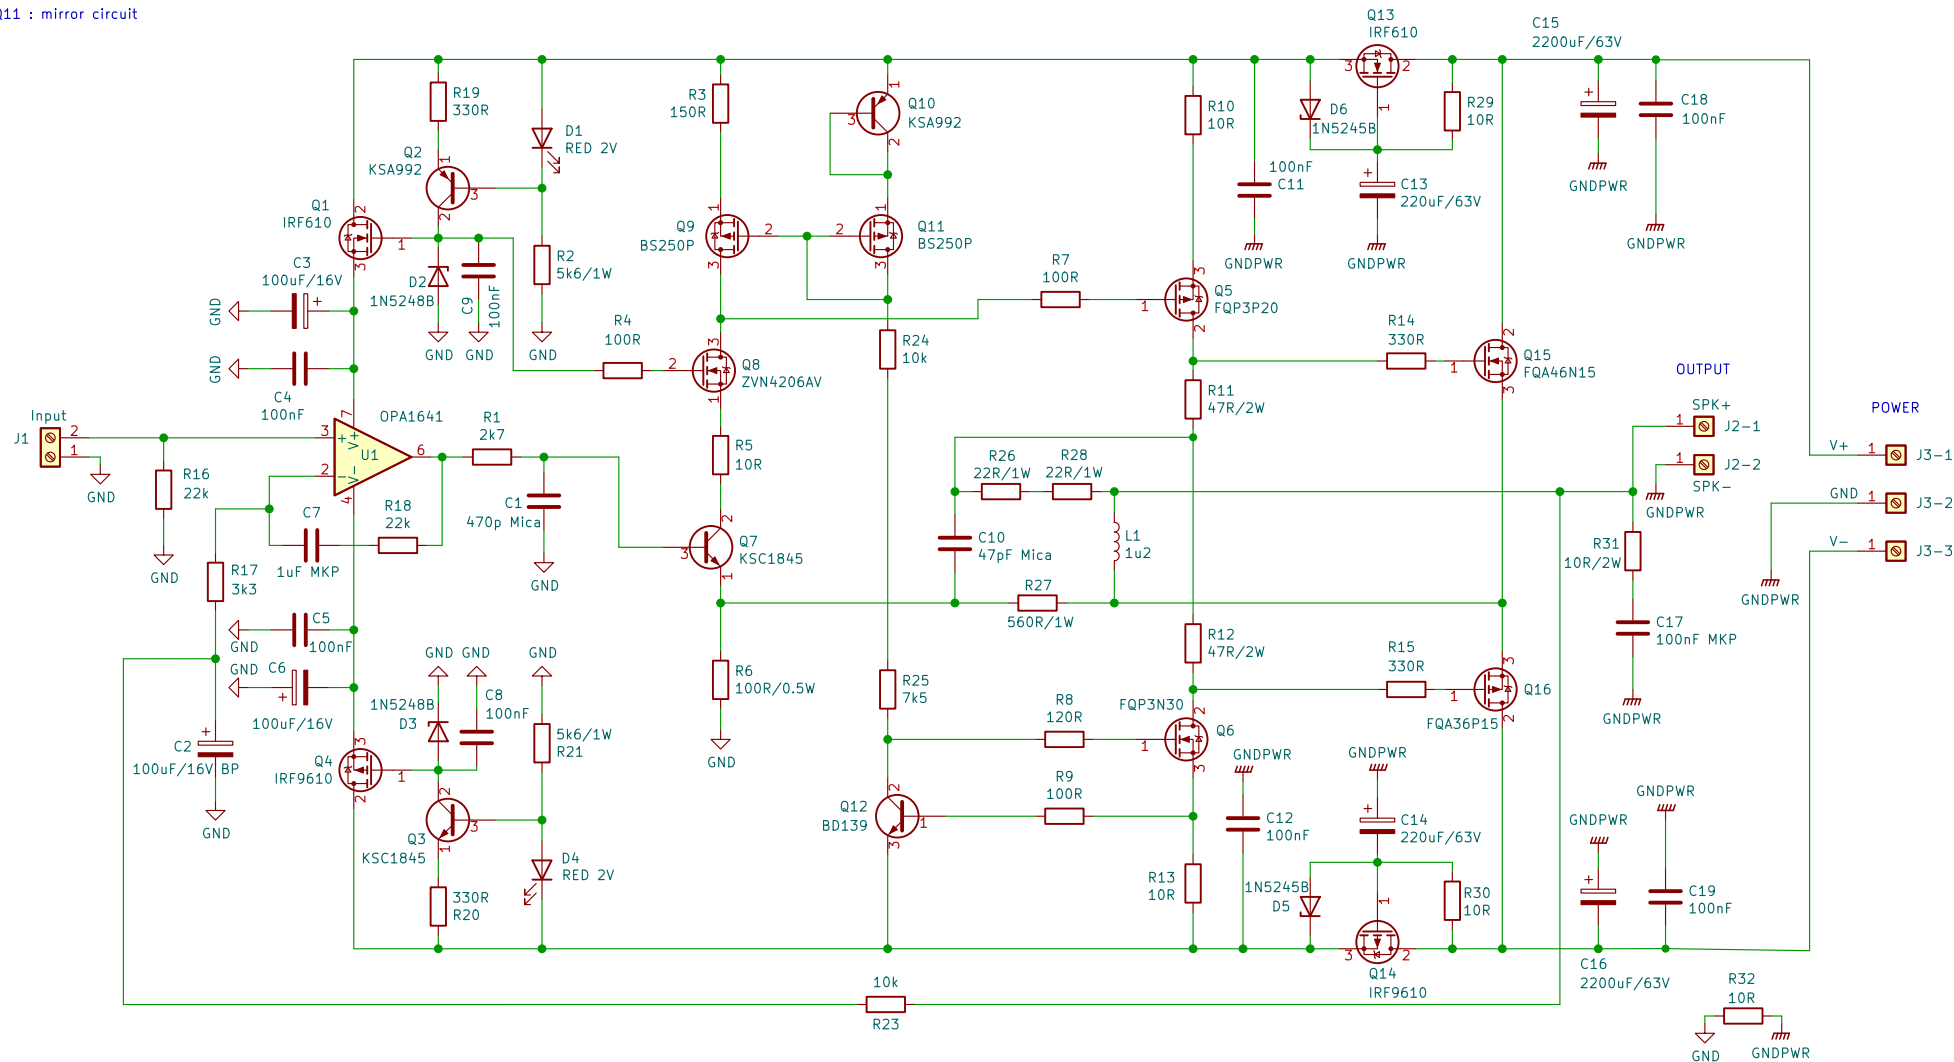 Q11 : mirror circuit
Q13
IRF610
C15
2200uF/63V
R19
330R
D1
RED 2V
Q2
KSA992
R3
150R
Q10
KSA992
R10
10R
D6
1N5245B
R29
10R
C18
100nF
100nF
C11
C13
220uF/63V
GNDPWR
GNDPWR
GNDPWR
GNDPWR
Q1
IRF610
Q9
BS250P
Q11
BS250P
R2
5k6/1W
C3
100uF/16V
D2
1N5248B
C9
100nF
GND
GND
GND
GND
GND
R7
100R
Q5
FQP3P20
R4
100R
Q8
ZVN4206AV
R24
10k
R14
330R
Q15
FQA46N15
C4
100nF
R11
47R/2W
OUTPUT
SPK+
J2-1
J2-2
SPK-
GNDPWR
POWER
V+
J3-1
GND
J3-2
V-
J3-3
GNDPWR
Input
J1
2
1
GND
OPA1641
U1
V+
V-
+
-
3
2
7
6
4
R1
2k7
R5
10R
R16
22k
GND
C7
1uF MKP
R18
22k
C1
470p Mica
GND
Q7
KSC1845
R26
22R/1W
R28
22R/1W
C10
47pF Mica
L1
1u2
R27
560R/1W
R31
10R/2W
C17
100nF MKP
GNDPWR
R17
3k3
C5
100nF
GND
GND
C6
100uF/16V
C2
100uF/16V BP
GND
GND
GND
GND
1N5248B
D3
C8
100nF
5k6/1W
R21
R6
100R/0.5W
GND
R25
7k5
R12
47R/2W
R15
330R
Q16
FQA36P15
R8
120R
FQP3N30
Q6
GNDPWR
GNDPWR
Q4
IRF9610
Q3
KSC1845
D4
RED 2V
330R
R20
Q12
BD139
R9
100R
C12
100nF
C14
220uF/63V
GNDPWR
GNDPWR
R13
10R
1N5245B
D5
R30
10R
C19
100nF
Q14
IRF9610
C16
2200uF/63V
10k
R23
R32
10R
GND
GNDPWR